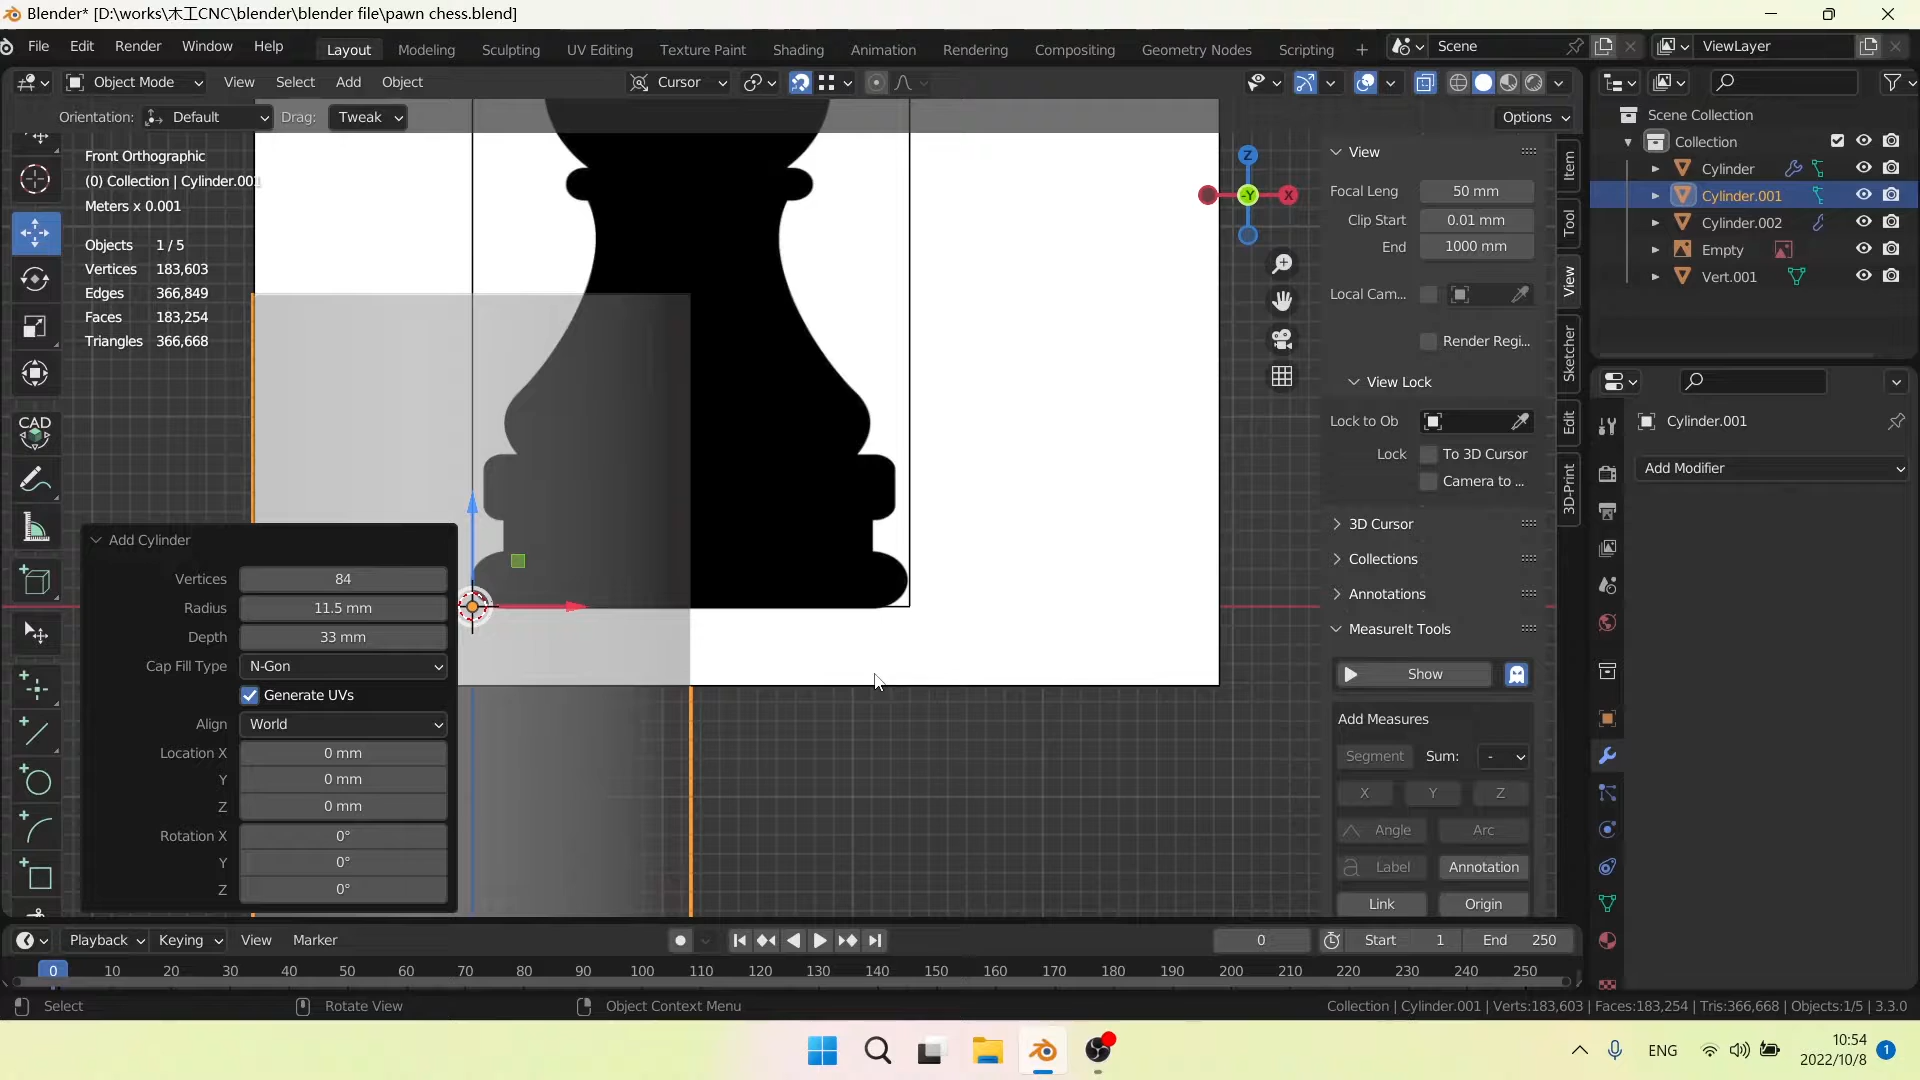 Blender* [D:\works\木工CNC\blender\blender file\pawn chess.blend]
File Edit Render Window Help Layout Modeling Sculpting UV Editing Texture Paint Shading Animation Rendering Compositing Geometry Nodes Scripting + Scene ViewLayer
Object Mode View Select Add Object Cursor
Orientation: Default Drag: Tweak Options
Front Orthographic
(0) Collection | Cylinder.001
Meters x 0.001
Objects 1 / 5
Vertices 183,603
Edges 366,849
Faces 183,254
Triangles 366,668
CAD
Add Cylinder
Vertices 84
Radius 11.5 mm
Depth 33 mm
Cap Fill Type N-Gon
Generate UVs
Align World
Location X 0 mm
Y 0 mm
Z 0 mm
Rotation X 0°
Y 0°
Z 0°
Z
-Y
X
View
Focal Leng 50 mm
Clip Start 0.01 mm
End 1000 mm
Local Cam...
Render Regi...
View Lock
Lock to Ob
Lock To 3D Cursor
Camera to ...
3D Cursor
Collections
Annotations
MeasureIt Tools
Show
Add Measures
Segment Sum: -
X Y Z
Angle Arc
a Label Annotation
Link Origin
Item
Tool
View
Sketcher
Edit
3D-Print
Scene Collection
Collection
Cylinder
Cylinder.001
Cylinder.002
Empty
Vert.001
Cylinder.001
Add Modifier
Playback Keying View Marker 0 Start 1 End 250
0 10 20 30 40 50 60 70 80 90 100 110 120 130 140 150 160 170 180 190 200 210 220 230 240 250
Select Rotate View Object Context Menu Collection | Cylinder.001 | Verts:183,603 | Faces:183,254 | Tris:366,668 | Objects:1/5 | 3.3.0
ENG
10:54
2022/10/8
1